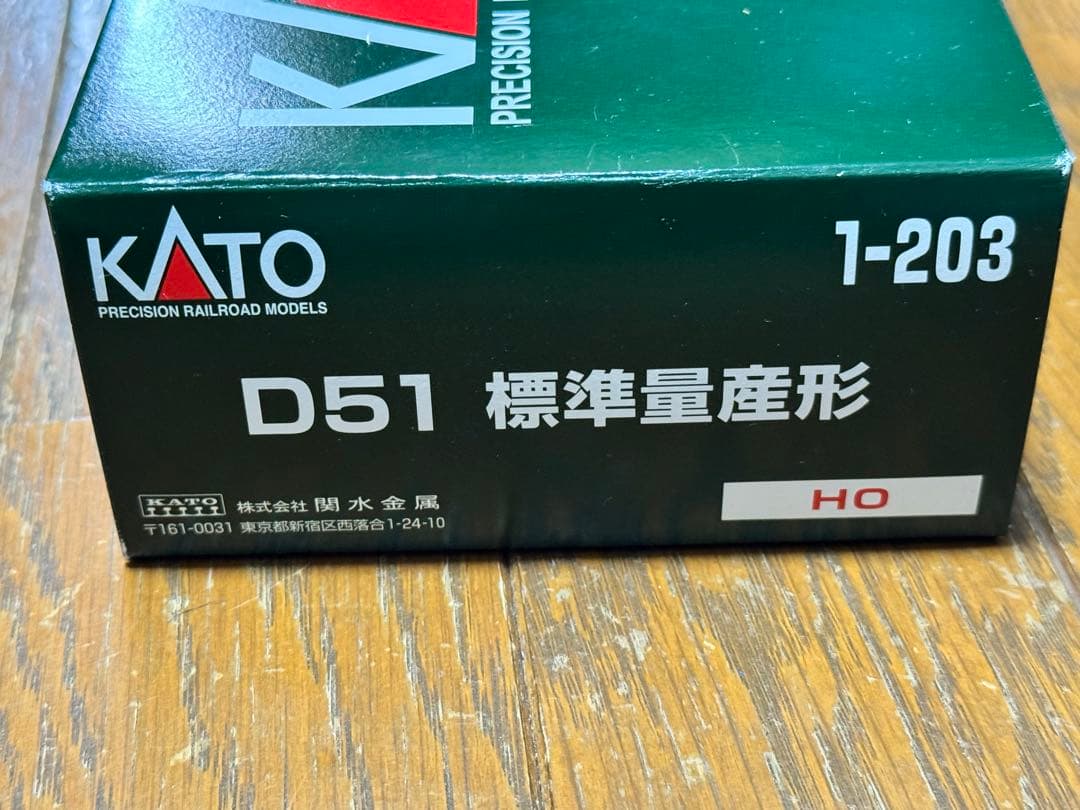 PRECISION
KATO
PRECISION RAILROAD MODELS
1-203
D51 標準量産形
KATO 株式会社 関水金属
〒161-0031 東京都新宿区西落合1-24-10
HO